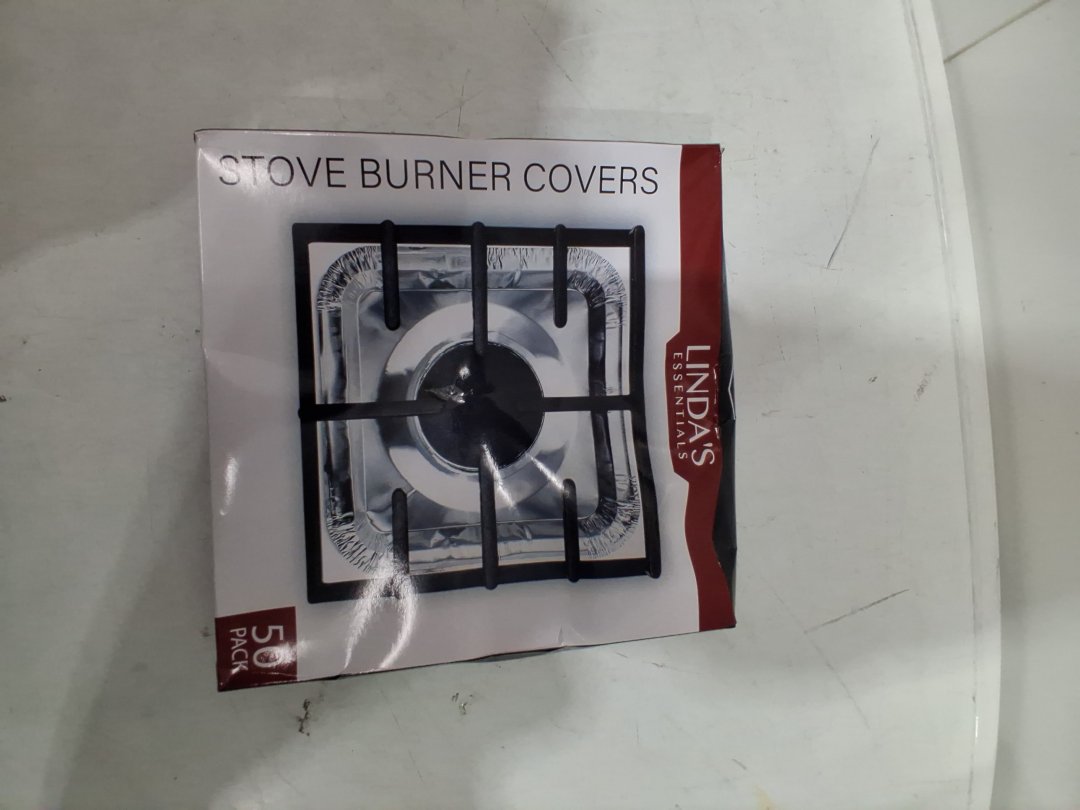 STOVE BURNER COVERS
LINDA'S
ESSENTIALS
50
PACK